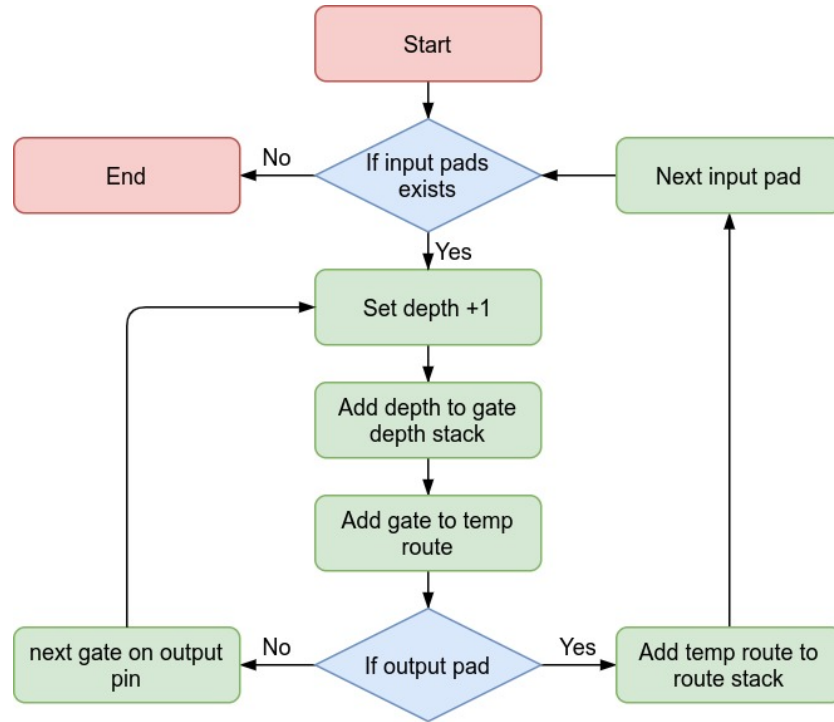 Start
No
End
If input pads
exists
Next input pad
Yes
Set depth +1
Add depth to gate
depth stack
Add gate to temp
route
next gate on output
pin
No
If output pad
Yes
Add temp route to
route stack